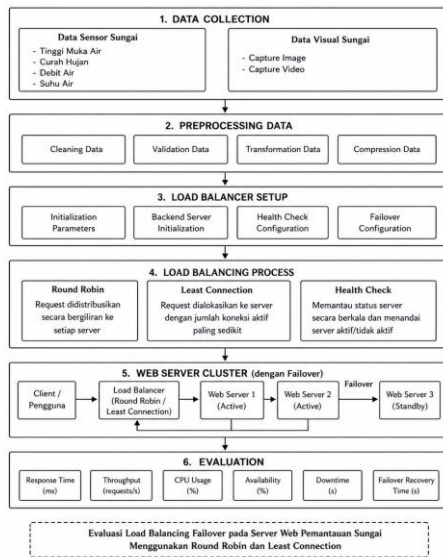 1. DATA COLLECTION
Data Sensor Sungai
- Tinggi Muka Air
- Curah Hujan
- Debit Air
- Suhu Air
Data Visual Sungai
- Capture Image
- Capture Video
2. PREPROCESSING DATA
Cleaning Data
Validation Data
Transformation Data
Compression Data
3. LOAD BALANCER SETUP
Initialization
Parameters
Backend Server
Initialization
Health Check
Configuration
Failover
Configuration
4. LOAD BALANCING PROCESS
Round Robin
Request didistribusikan
secara bergiliran ke
setiap server
Least Connection
Request dialokasikan ke server
dengan jumlah koneksi aktif
paling sedikit
Health Check
Memantau status server
secara berkala dan menandai
server aktif/tidak aktif
5. WEB SERVER CLUSTER (dengan Failover)
Client /
Pengguna
Load Balancer
(Round Robin /
Least Connection)
Web Server 1
(Active)
Web Server 2
(Active)
Failover
Web Server 3
(Standby)
6. EVALUATION
Response Time
(ms)
Throughput
(requests/s)
CPU Usage
(%)
Availability
(%)
Downtime
(s)
Failover Recovery
Time (s)
Evaluasi Load Balancing Failover pada Server Web Pemantauan Sungai
Menggunakan Round Robin dan Least Connection